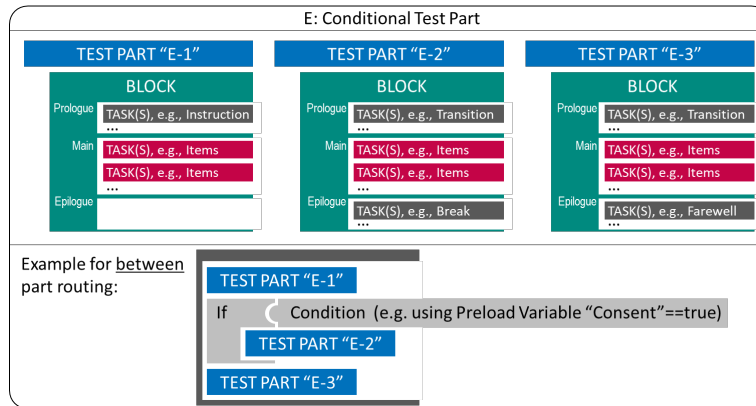 E: Conditional Test Part
TEST PART “E-1”
BLOCK
Prologue
TASK(S), e.g., Instruction
...
Main
TASK(S), e.g., Items
TASK(S), e.g., Items
...
Epilogue
TEST PART “E-2”
BLOCK
Prologue
TASK(S), e.g., Transition
...
Main
TASK(S), e.g., Items
TASK(S), e.g., Items
...
Epilogue
TASK(S), e.g., Break
...
TEST PART “E-3”
BLOCK
Prologue
TASK(S), e.g., Transition
...
Main
TASK(S), e.g., Items
TASK(S), e.g., Items
...
Epilogue
TASK(S), e.g., Farewell
...
Example for between
part routing:
TEST PART “E-1”
If Condition (e.g. using Preload Variable “Consent”==true)
TEST PART “E-2”
TEST PART “E-3”